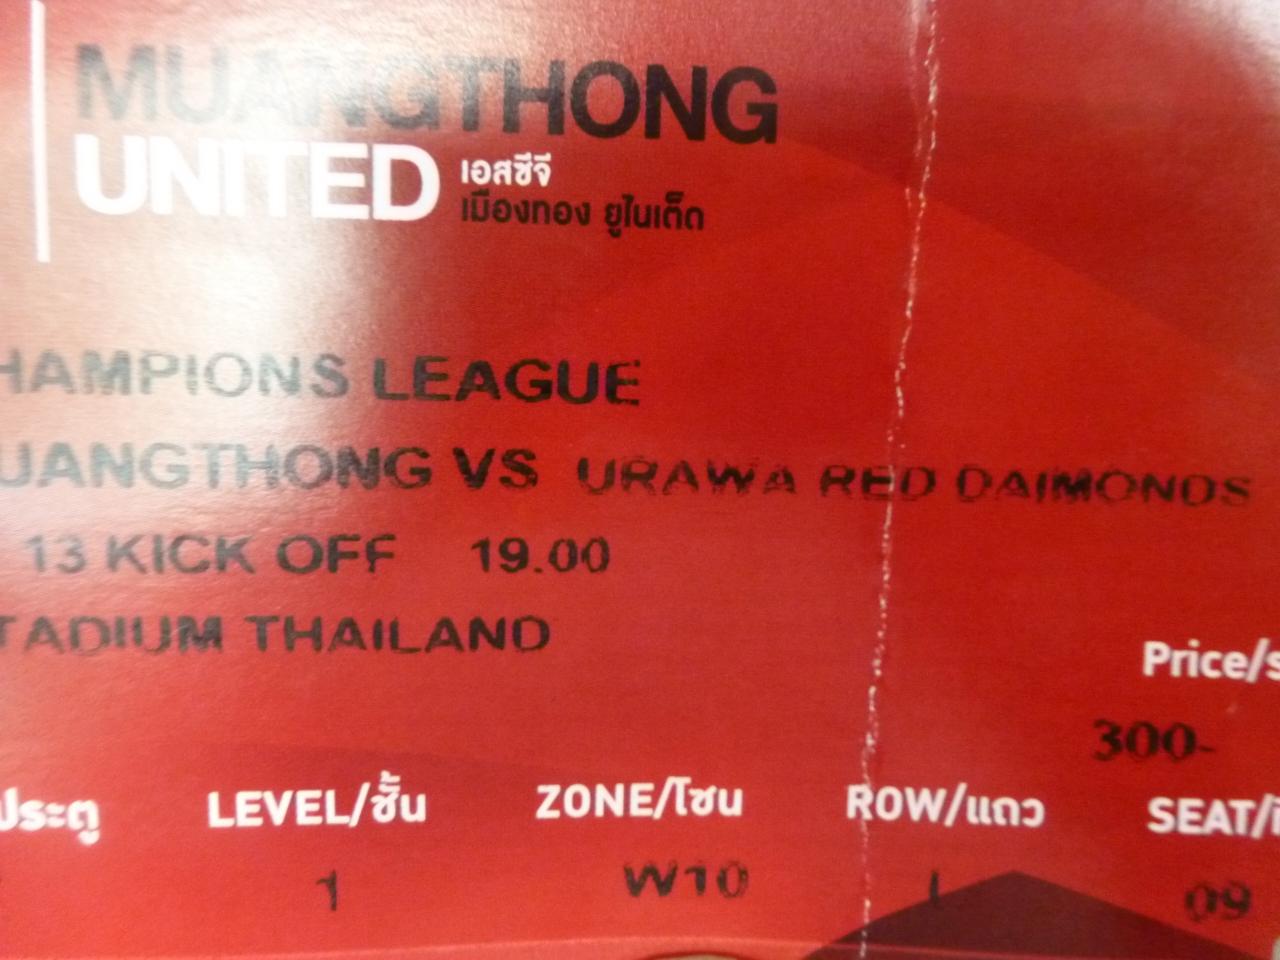 MUANGTHONG
UNITED เอสซีจี
เมืองทอง ยูไนเต็ด
HAMPIONS LEAGUE
UANGTHONG VS URAWA RED DAIMONDS
13 KICK OFF 19.00
TADIUM THAILAND
Price/s
300-
ประตู LEVEL/ชั้น ZONE/โซน ROW/แถว SEAT/
1 W10 09